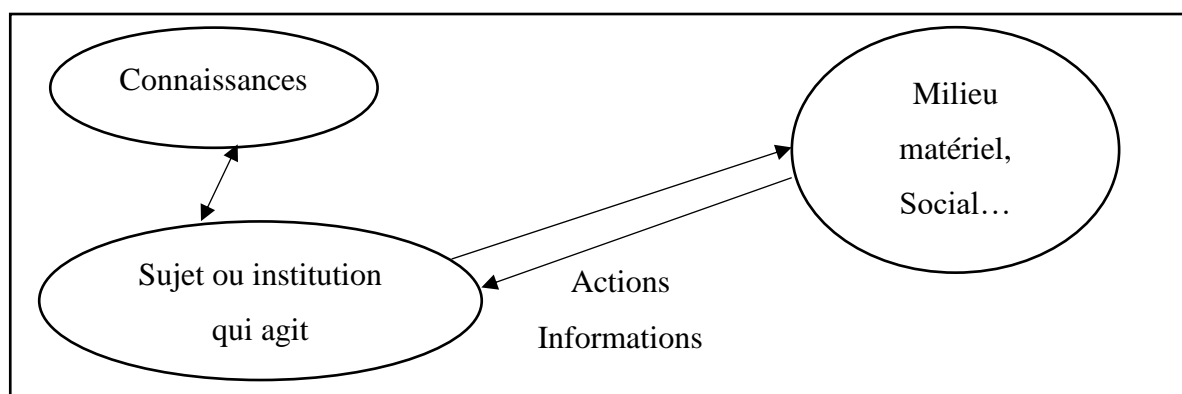 Connaissances
Milieu
matériel,
Social…
Sujet ou institution
qui agit
Actions
Informations